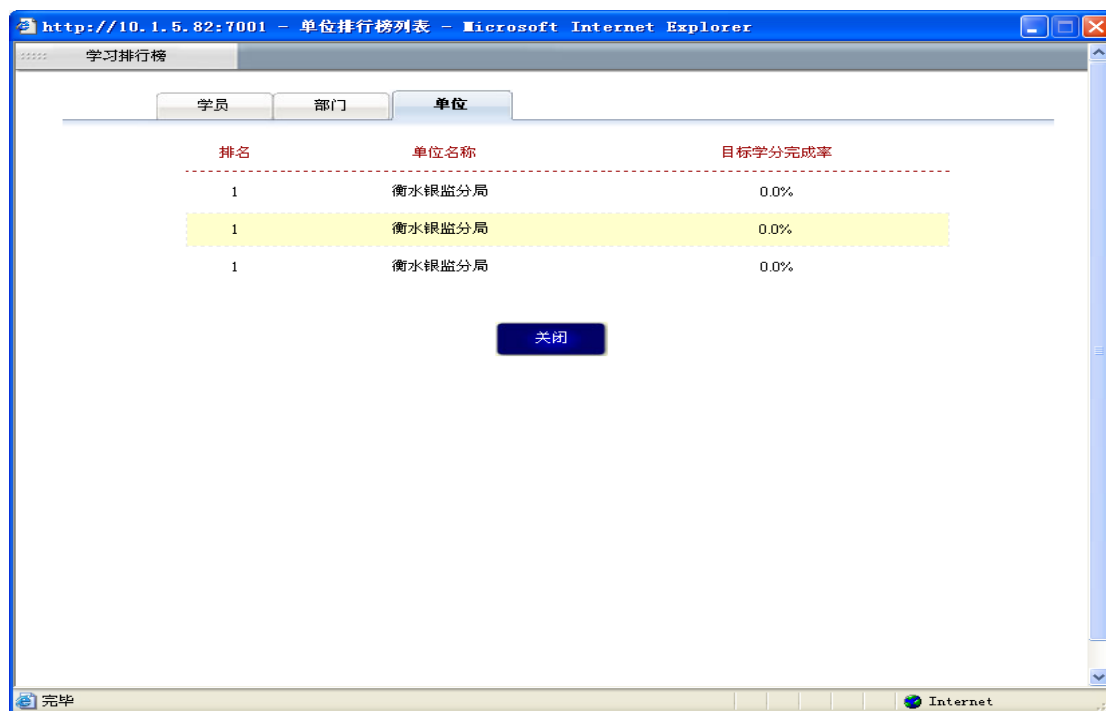 http://10.1.5.82:7001 - 单位排行榜列表 - Microsoft Internet Explorer
学习排行榜
学员 部门 单位
排名 单位名称 目标学分完成率
1 衡水银监分局 0.0%
1 衡水银监分局 0.0%
1 衡水银监分局 0.0%
关闭
完毕 Internet